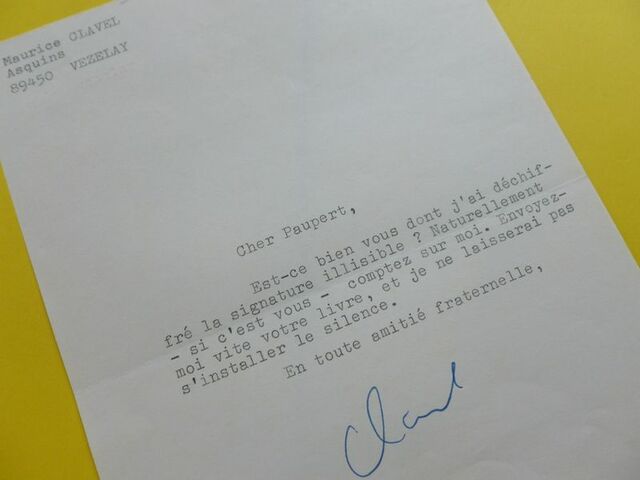 Maurice CLAVEL
Asquins
89450 VEZELAY
Cher Paupert,
Est-ce bien vous dont j'ai déchif-
fré la signature illisible ? Naturellement
- si c'est vous - comptez sur moi. Envoyez-
moi vite votre livre, et je ne laisserai pas
s'installer le silence.
En toute amitié fraternelle,
Clavel